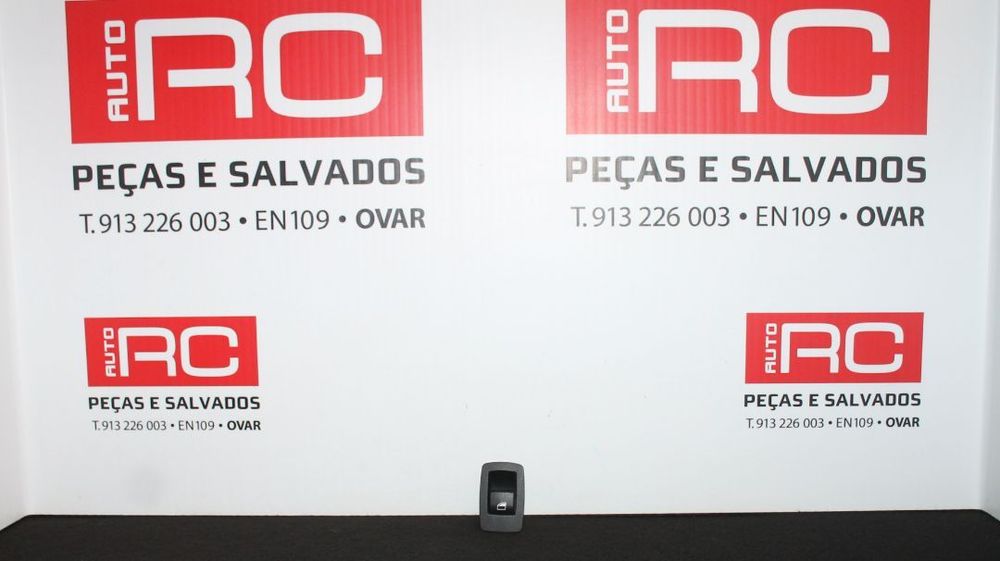 AUTO RC
PEÇAS E SALVADOS
T. 913 226 003 • EN109 • OVAR
AUTO RC
PEÇAS E SALVADOS
T. 913 226 003 • EN109 • OVAR
AUTO RC
PEÇAS E SALVADOS
T. 913 226 003 • EN109 • OVAR
AUTO RC
PEÇAS E SALVADOS
T. 913 226 003 • EN109 • OVAR